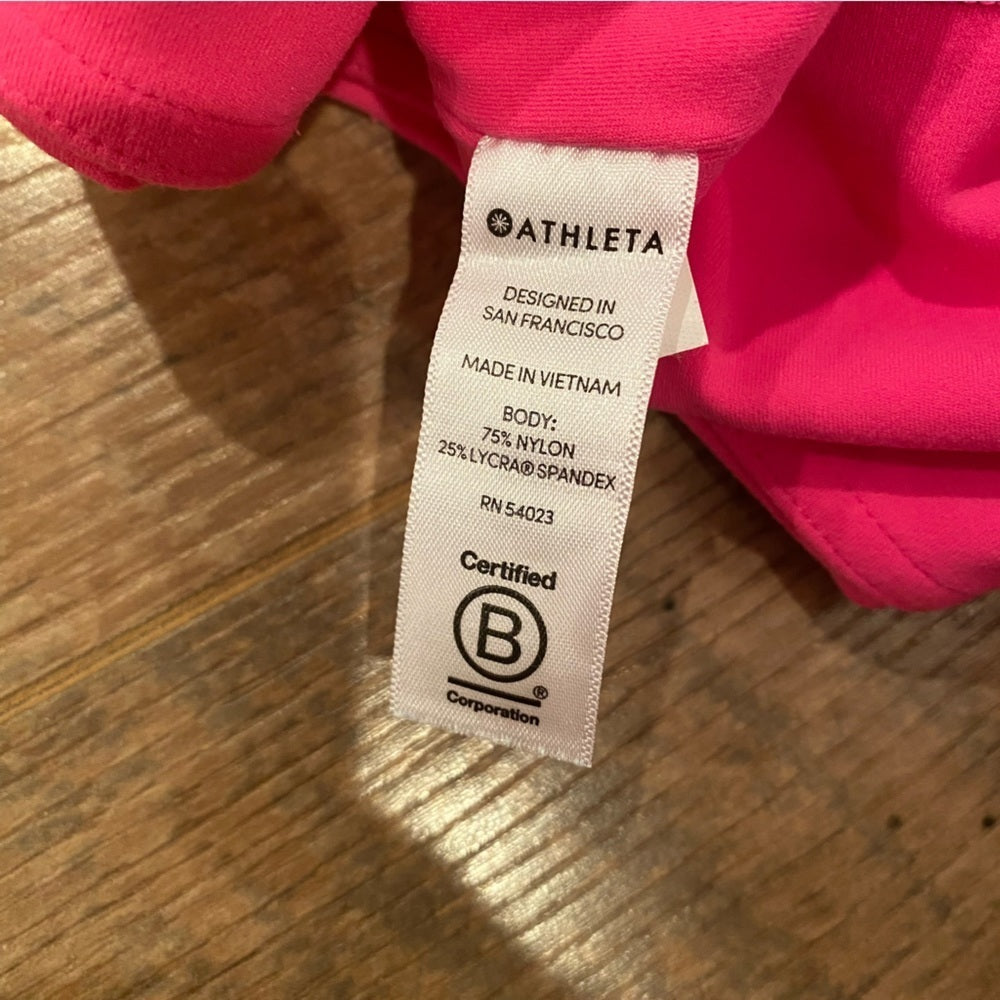 ATHLETA
DESIGNED IN
SAN FRANCISCO
MADE IN VIETNAM
BODY:
75% NYLON
25% LYCRA® SPANDEX
RN 54023
Certified
B
®
Corporation